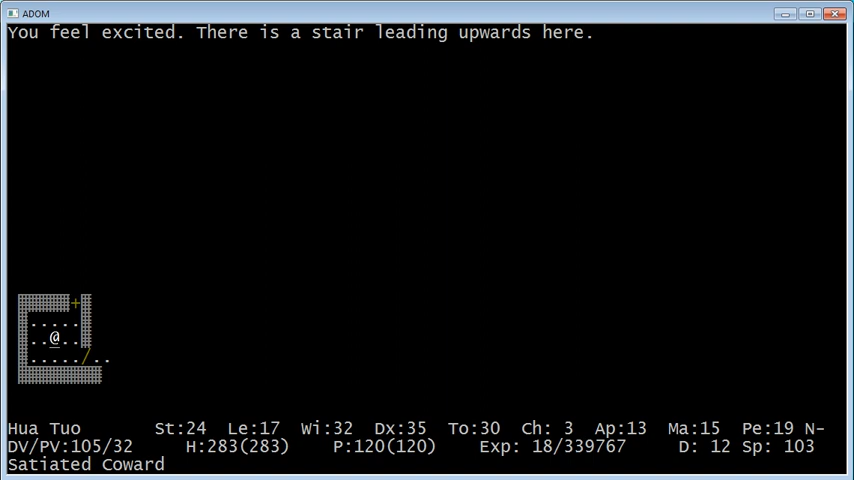 ADOM
You feel excited. There is a stair leading upwards here.
+
.....
..@..
...../..
Hua Tuo St:24 Le:17 Wi:32 Dx:35 To:30 Ch: 3 Ap:13 Ma:15 Pe:19 N-
DV/PV:105/32 H:283(283) P:120(120) Exp: 18/339767 D: 12 Sp: 103
Satiated Coward